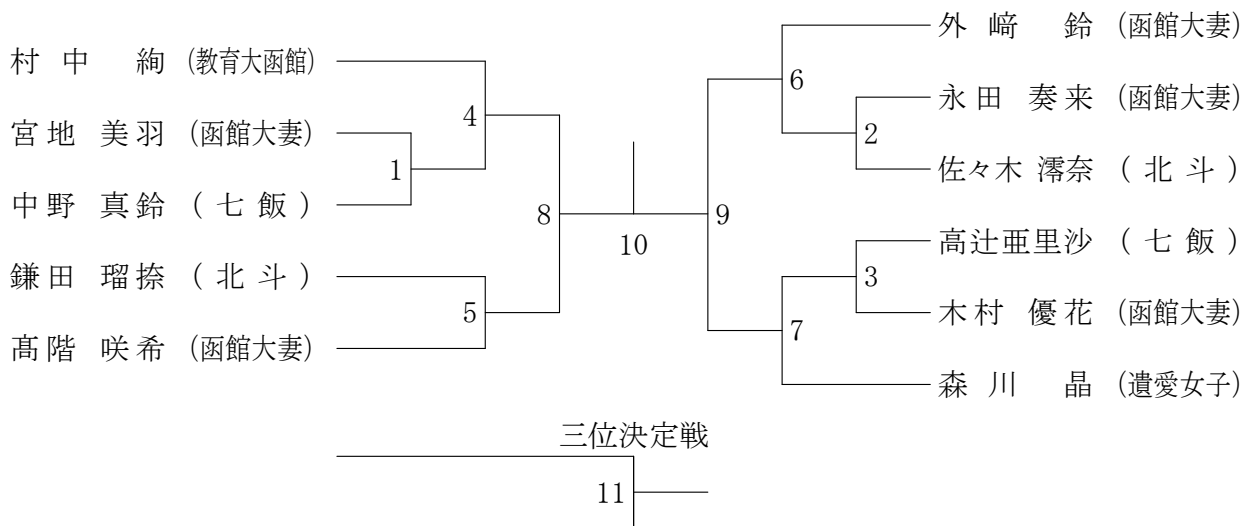 村中 絢 (教育大函館)
宮地 美羽 (函館大妻)
中野 真鈴 (七飯)
鎌田 瑠捺 (北斗)
髙階 咲希 (函館大妻)
1
4
5
8
10
9
6
2
3
7
外﨑 鈴 (函館大妻)
永田 奏来 (函館大妻)
佐々木 澪奈 (北斗)
高辻亜里沙 (七飯)
木村 優花 (函館大妻)
森川 晶 (遺愛女子)
三位決定戦
11